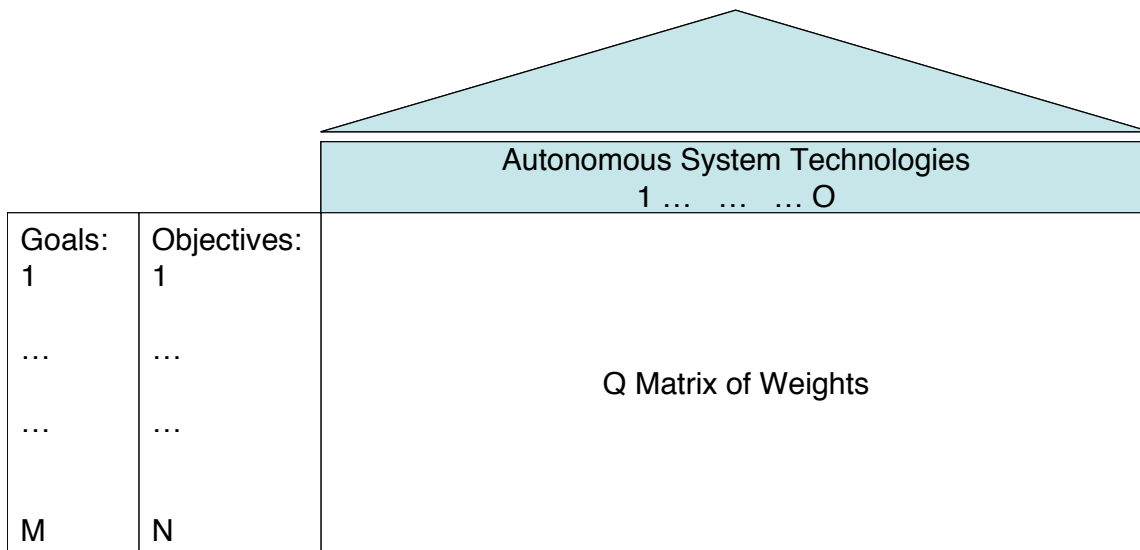 Autonomous System Technologies
1 … … … O
Goals:
1
…
…
M
Objectives:
1
…
…
N
Q Matrix of Weights